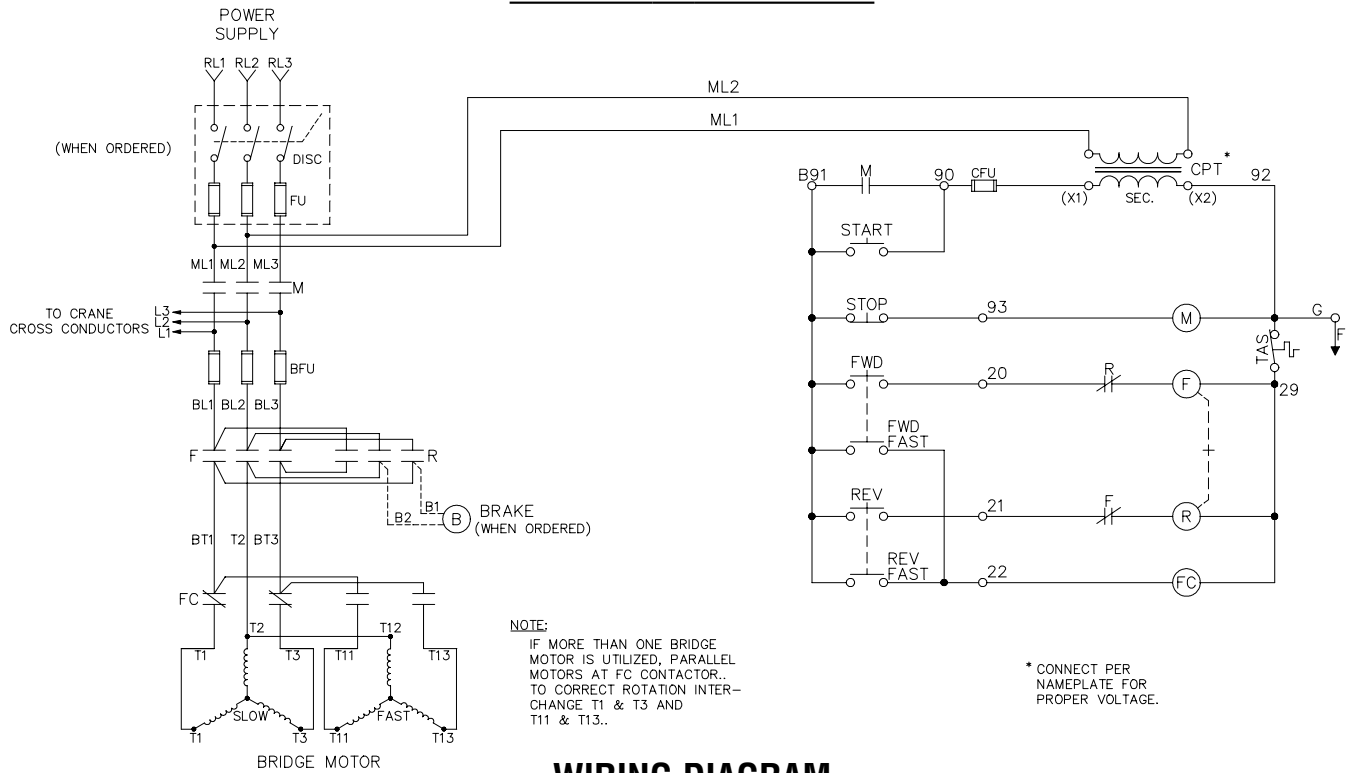 POWER
SUPPLY
RL1 RL2 RL3
(WHEN ORDERED)
DISC
FU
ML2
ML1
CPT *
B91 M 90 CFU 92
(X1) SEC. (X2)
START
ML1 ML2 ML3
M
TO CRANE
CROSS CONDUCTORS
L3
L2
L1
STOP 93 M G
F
TAS
BFU
FWD 20 R F 29
BL1 BL2 BL3
FWD
FAST
F R
REV 21 F R
B1
B2 B BRAKE
(WHEN ORDERED)
BT1 T2 BT3
REV
FAST 22 FC
FC
T2 T12
T1 T3 T11 T13
SLOW FAST
T1 T3 T11 T13
BRIDGE MOTOR
NOTE:
IF MORE THAN ONE BRIDGE
MOTOR IS UTILIZED, PARALLEL
MOTORS AT FC CONTACTOR..
TO CORRECT ROTATION INTER-
CHANGE T1 & T3 AND
T11 & T13..
* CONNECT PER
NAMEPLATE FOR
PROPER VOLTAGE.
WIRING DIAGRAM